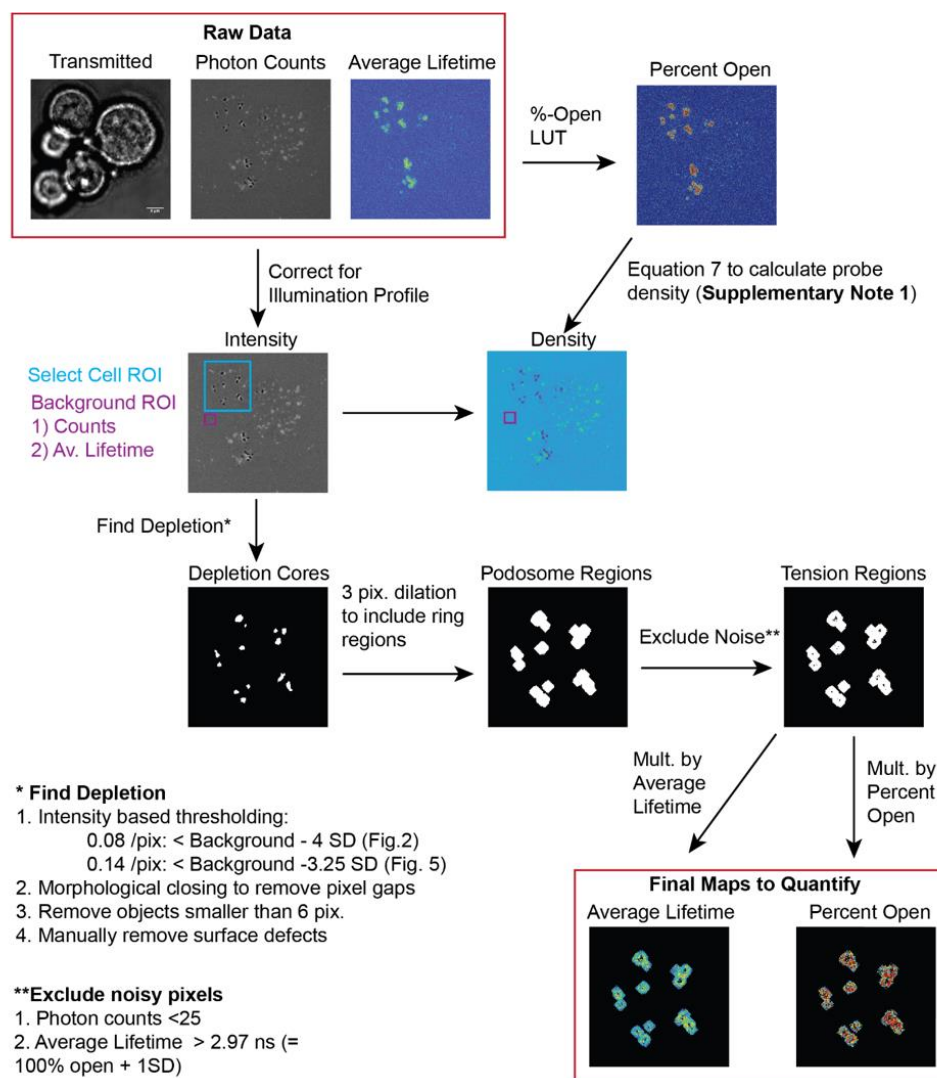 Raw Data
Transmitted
Photon Counts
Average Lifetime
%-Open
LUT
Percent Open
Correct for
Illumination Profile
Equation 7 to calculate probe
density (Supplementary Note 1)
Intensity
Density
Select Cell ROI
Background ROI
1) Counts
2) Av. Lifetime
Find Depletion*
Depletion Cores
3 pix. dilation
to include ring
regions
Podosome Regions
Exclude Noise**
Tension Regions
Mult. by
Average
Lifetime
Mult. by
Percent
Open
* Find Depletion
1. Intensity based thresholding:
0.08 /pix: < Background - 4 SD (Fig.2)
0.14 /pix: < Background -3.25 SD (Fig. 5)
2. Morphological closing to remove pixel gaps
3. Remove objects smaller than 6 pix.
4. Manually remove surface defects
**Exclude noisy pixels
1. Photon counts <25
2. Average Lifetime > 2.97 ns (=
100% open + 1SD)
Final Maps to Quantify
Average Lifetime
Percent Open